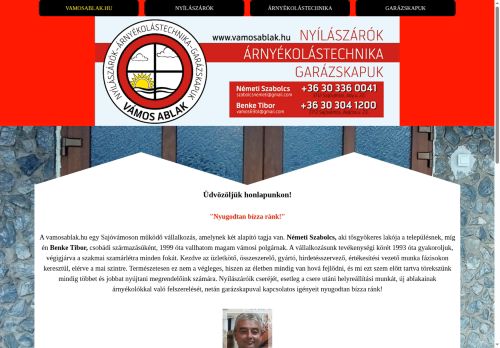 VAMOSABLAK.HU
NYÍLÁSZÁRÓK
ÁRNYÉKOLÁSTECHNIKA
GARÁZSKAPUK
NYÍLÁSZÁRÓK-ÁRNYÉKOLÁSTECHNIKA-GARÁZSKAPUK
VÁMOS ABLAK
www.vamosablak.hu NYÍLÁSZÁRÓK
ÁRNYÉKOLÁSTECHNIKA
GARÁZSKAPUK
Németi Szabolcs +36 30 336 0041
szabolcsnemeti@gmail.com
Benke Tibor +36 30 304 1200
Üdvözöljük honlapunkon!
"Nyugodtan bízza ránk!"
A vamosablak.hu egy Sajóvámoson működő vállalkozás, amelynek két alapító tagja van. Németi Szabolcs, aki tősgyökeres lakója a településnek, míg
én Benke Tibor, csobádi származásúként, 1999 óta vallhatom magam vámosi polgárnak. A vállalkozásunk tevékenységi körét 1993 óta gyakoroljuk,
végigjárva a szakmai szamárlétra minden fokát. Kezdve az üzletkötő, összeszerelő, gyártó, hirdetésszervező, értékesítési vezető munka fázisokon
keresztül, elérve a mai szintre. Természetesen ez nem a végleges, hiszen az életben mindig van hová fejlődni, és mi ezt szem előtt tartva törekszünk
mindig többet és jobbat nyújtani megrendelőink számára. Nyílászárók cseréjét, esetleg a csere utáni helyreállítási munkát, új ablakainak
árnyékolókkal való felszerelését, netán garázskapuval kapcsolatos igényeit nyugodtan bízza ránk!